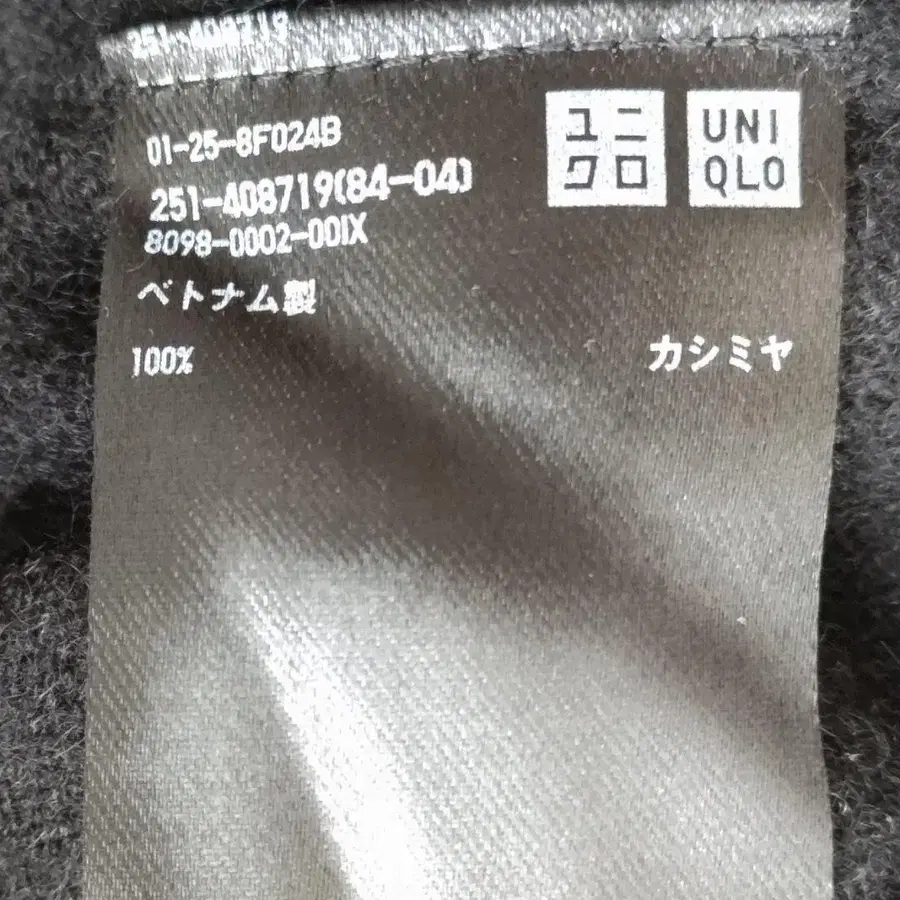 251-408719
01-25-8F024B
251-408719(84-04)
8098-0002-00IX
ベトナム製
100% カシミヤ
ユニ
クロ
UNI
QLO